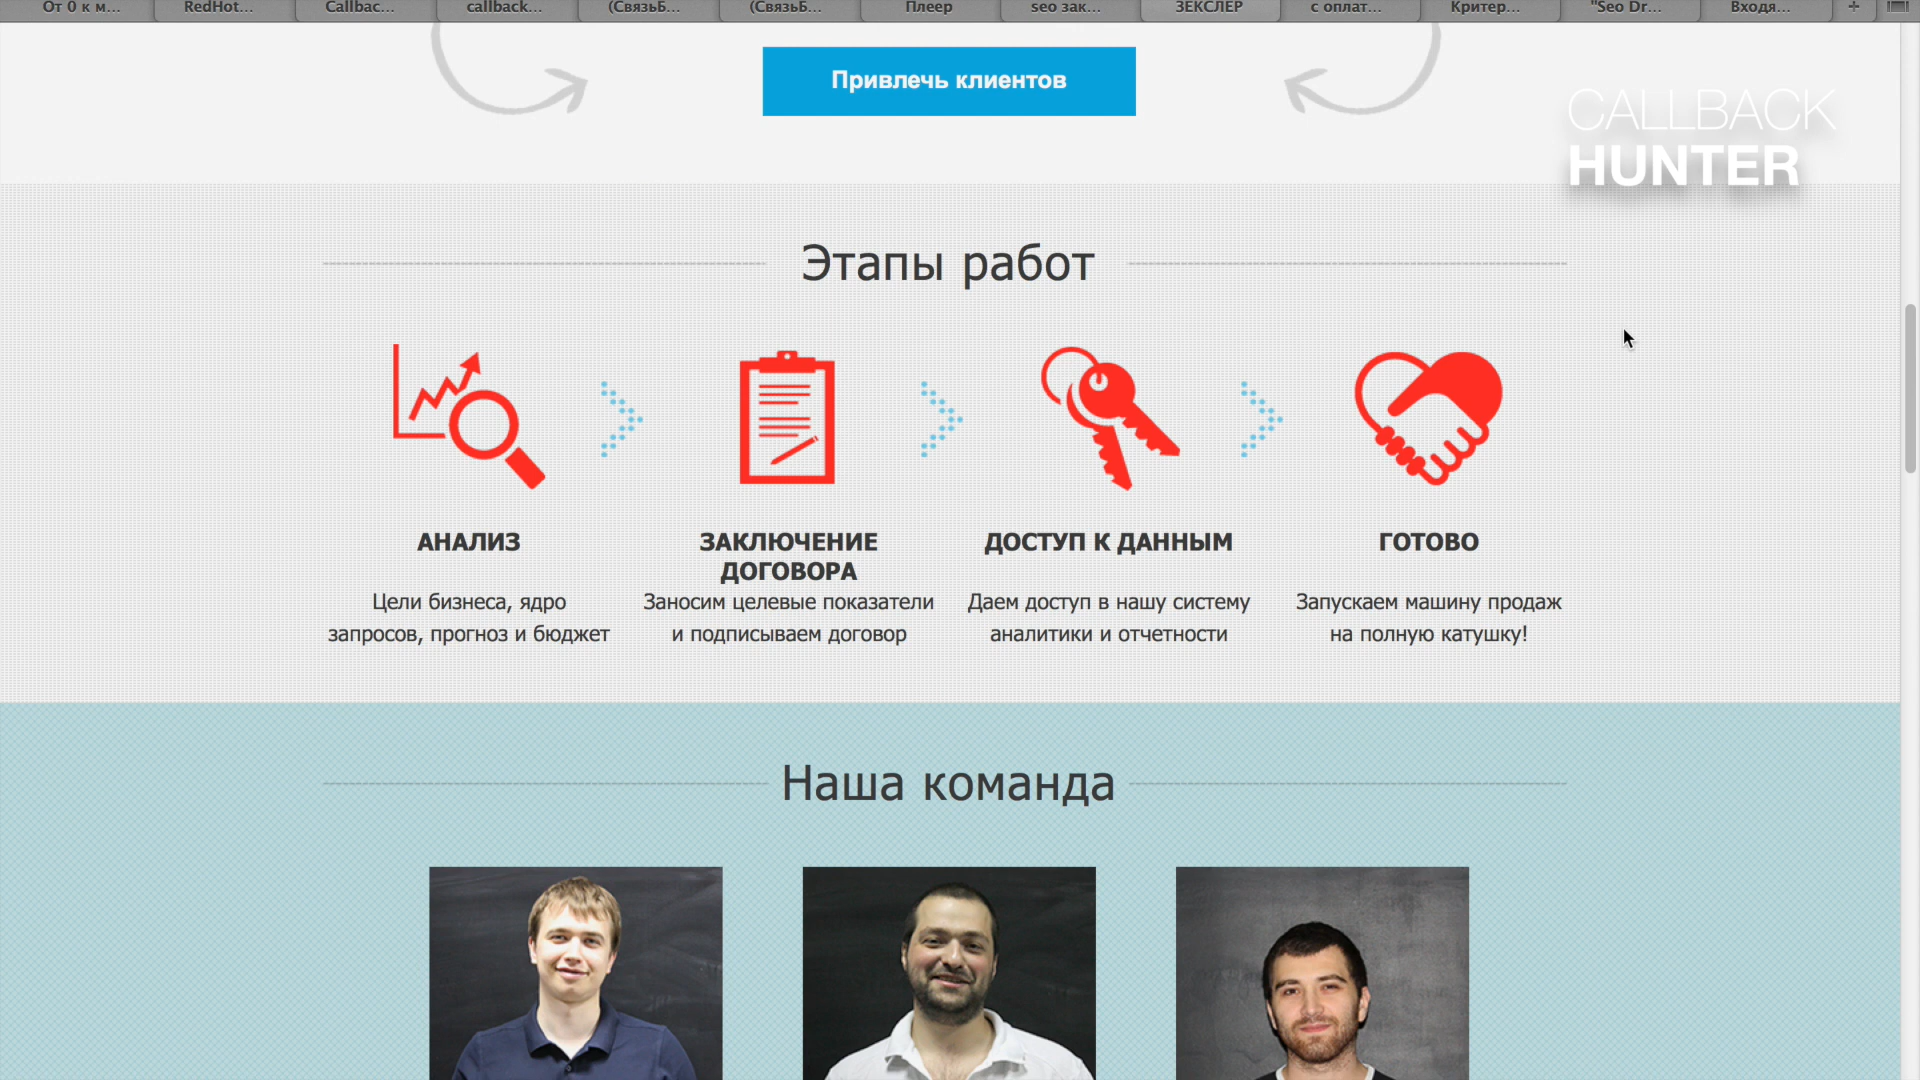 От 0 к м...
RedHot...
Callbac...
callback...
(СвязьБ...
(СвязьБ...
Плеер
seo зак...
ЗЕКСЛЕР
с оплат...
Критер...
"Seo Dr...
Входя...
Привлечь клиентов
CALLBACK
HUNTER
Этапы работ
АНАЛИЗ
Цели бизнеса, ядро
запросов, прогноз и бюджет
ЗАКЛЮЧЕНИЕ
ДОГОВОРА
Заносим целевые показатели
и подписываем договор
ДОСТУП К ДАННЫМ
Даем доступ в нашу систему
аналитики и отчетности
ГОТОВО
Запускаем машину продаж
на полную катушку!
Наша команда